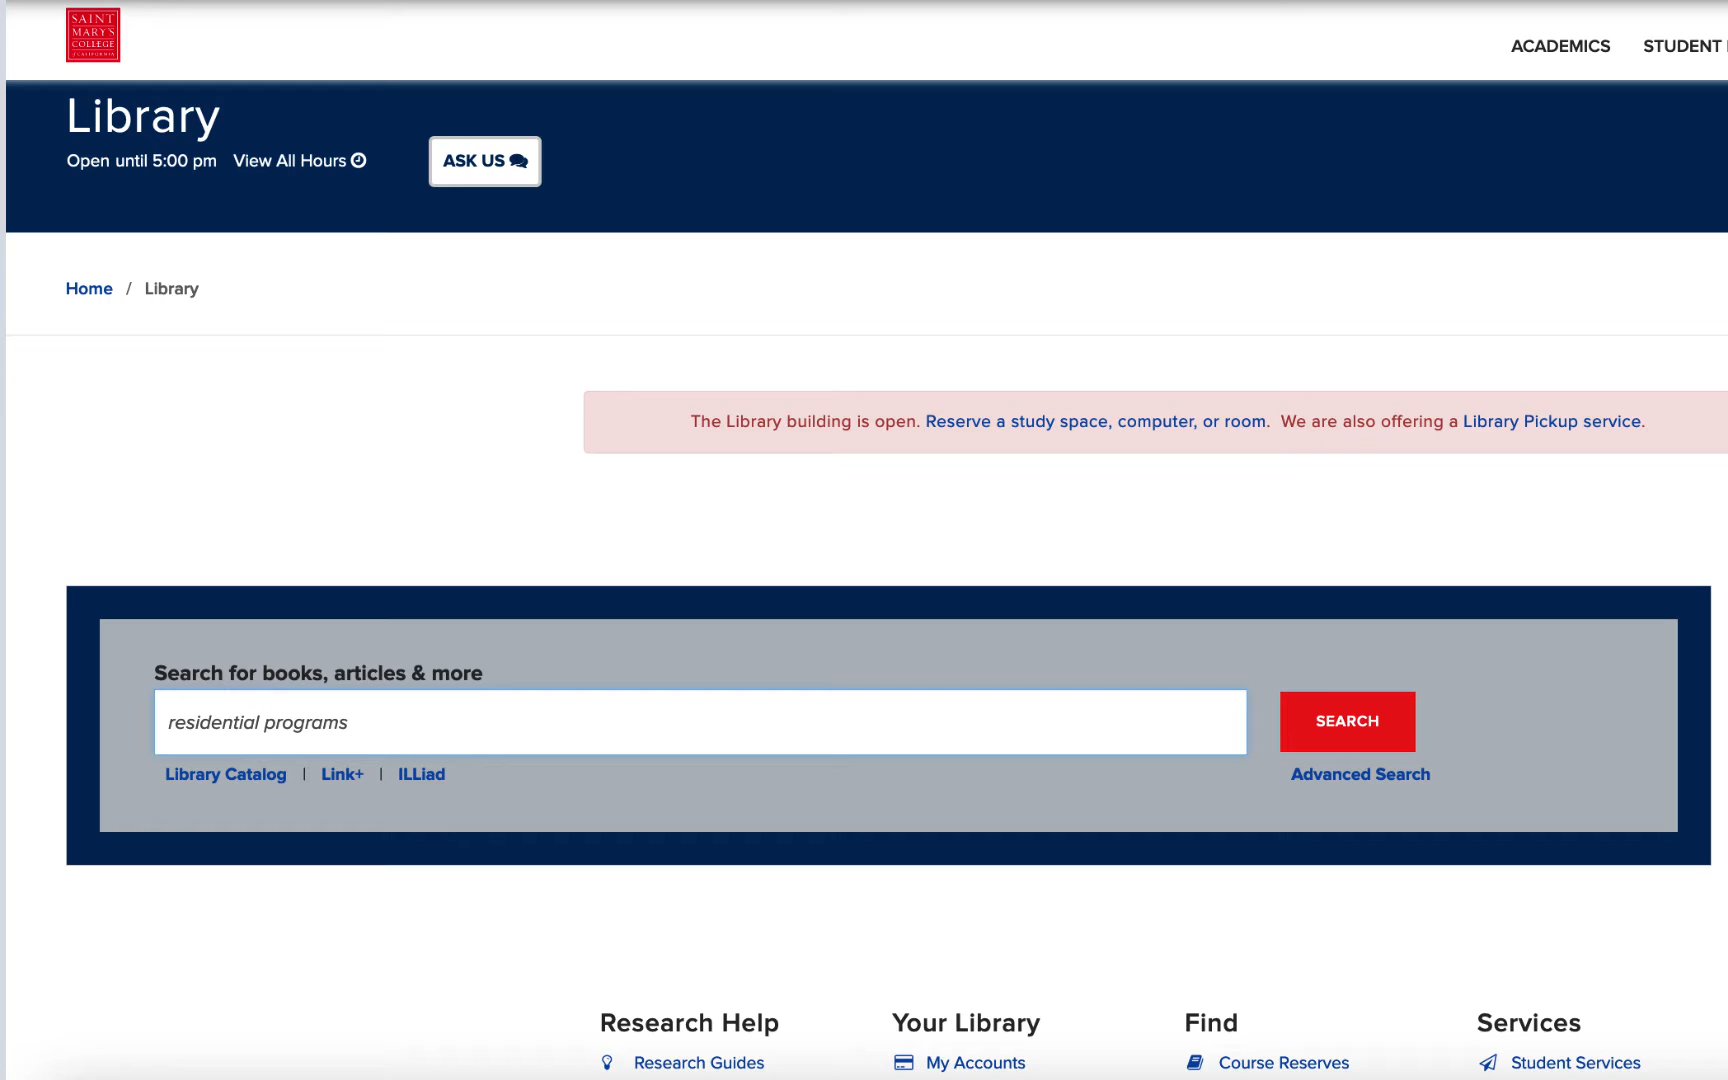 SAINT
MARY'S
COLLEGE
of CALIFORNIA
ACADEMICS STUDENT
Library
Open until 5:00 pm View All Hours
ASK US
Home / Library
The Library building is open. Reserve a study space, computer, or room. We are also offering a Library Pickup service.
Search for books, articles & more
residential programs
SEARCH
Library Catalog | Link+ | ILLiad
Advanced Search
Research Help Your Library Find Services
Research Guides My Accounts Course Reserves Student Services